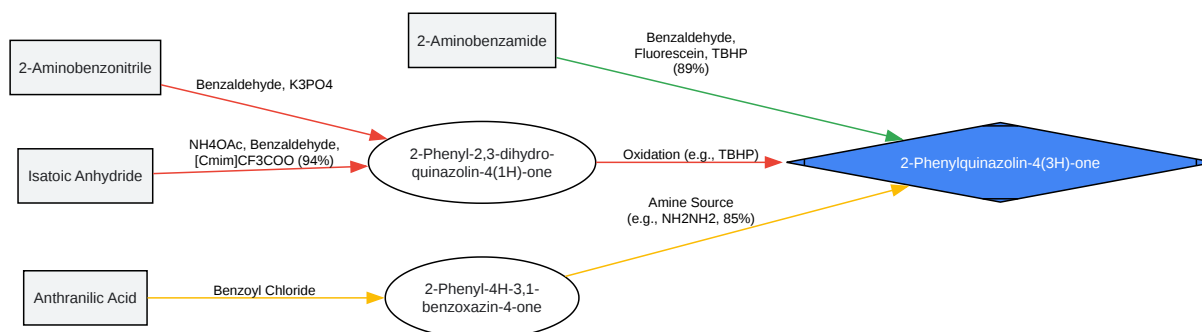 2-Aminobenzamide
Benzaldehyde,
Fluorescein, TBHP
(89%)
2-Aminobenzonitrile
Benzaldehyde, K3PO4
NH4OAc, Benzaldehyde,
[Cmim]CF3COO (94%)
Isatoic Anhydride
2-Phenyl-2,3-dihydro-
quinazolin-4(1H)-one
Oxidation (e.g., TBHP)
2-Phenylquinazolin-4(3H)-one
Amine Source
(e.g., NH2NH2, 85%)
Anthranilic Acid
Benzoyl Chloride
2-Phenyl-4H-3,1-
benzoxazin-4-one